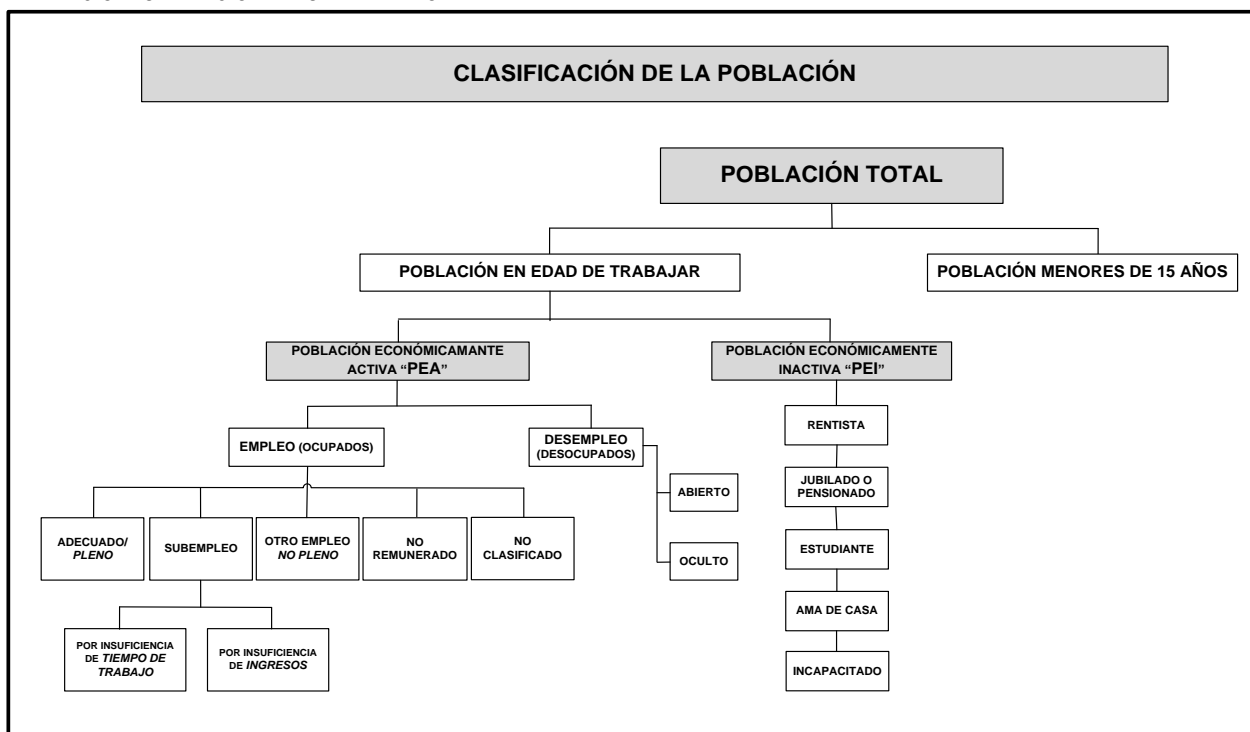 CLASIFICACIÓN DE LA POBLACIÓN
POBLACIÓN TOTAL
POBLACIÓN EN EDAD DE TRABAJAR
POBLACIÓN MENORES DE 15 AÑOS
POBLACIÓN ECONÓMICAMANTE
ACTIVA “PEA”
POBLACIÓN ECONÓMICAMENTE
INACTIVA “PEI”
EMPLEO (OCUPADOS)
DESEMPLEO
(DESOCUPADOS)
ABIERTO
OCULTO
ADECUADO/
PLENO
SUBEMPLEO
OTRO EMPLEO
NO PLENO
NO
REMUNERADO
NO
CLASIFICADO
POR INSUFICIENCIA
DE TIEMPO DE
TRABAJO
POR INSUFICIENCIA
DE INGRESOS
RENTISTA
JUBILADO O
PENSIONADO
ESTUDIANTE
AMA DE CASA
INCAPACITADO